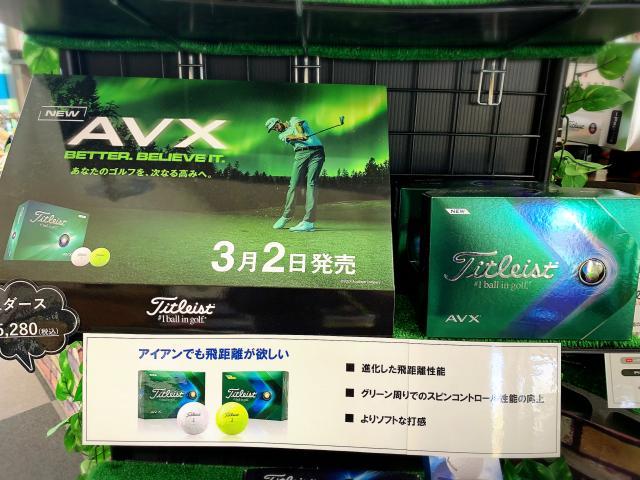 NEW
AVX
BETTER. BELIEVE IT.
あなたのゴルフを、次なる高みへ。
Titleist
3月2日発売
Titleist
#1 ball in golf.
ダース
5,280(税込)
NEW
Titleist
#1 ball in golf.
AVX
アイアンでも飛距離が欲しい
Titleist
AVX
Titleist
■ 進化した飛距離性能
■ グリーン周りでのスピンコントロール性能の向上
■ よりソフトな打感